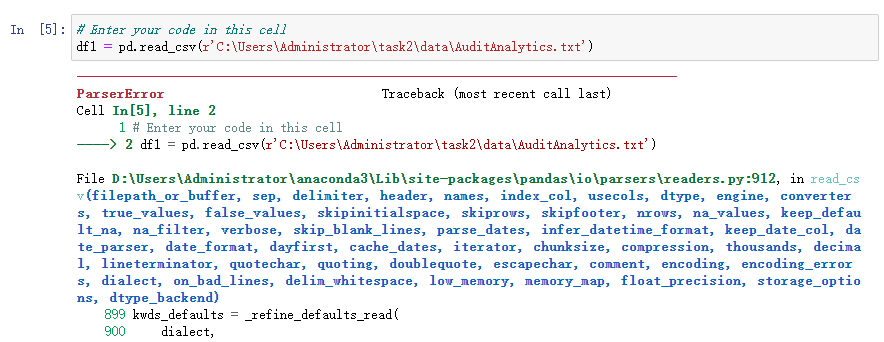 In [5]: # Enter your code in this cell
df1 = pd.read_csv(r'C:\Users\Administrator\task2\data\AuditAnalytics.txt')
ParserError Traceback (most recent call last)
Cell In[5], line 2
1 # Enter your code in this cell
----> 2 df1 = pd.read_csv(r'C:\Users\Administrator\task2\data\AuditAnalytics.txt')
File D:\Users\Administrator\anaconda3\Lib\site-packages\pandas\io\parsers\readers.py:912, in read_cs
v(filepath_or_buffer, sep, delimiter, header, names, index_col, usecols, dtype, engine, converter
s, true_values, false_values, skipinitialspace, skiprows, skipfooter, nrows, na_values, keep_defau
lt_na, na_filter, verbose, skip_blank_lines, parse_dates, infer_datetime_format, keep_date_col, da
te_parser, date_format, dayfirst, cache_dates, iterator, chunksize, compression, thousands, decima
l, lineterminator, quotechar, quoting, doublequote, escapechar, comment, encoding, encoding_error
s, dialect, on_bad_lines, delim_whitespace, low_memory, memory_map, float_precision, storage_optio
ns, dtype_backend)
899 kwds_defaults = _refine_defaults_read(
900 dialect,